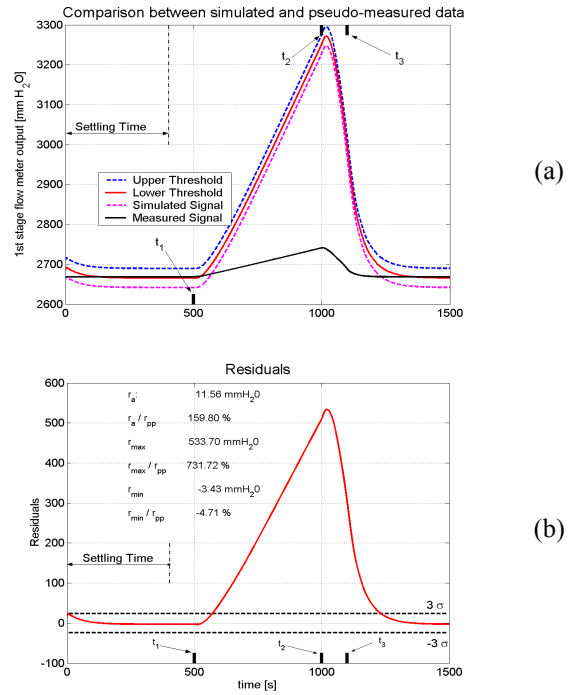 Comparison between simulated and pseudo-measured data
1st stage flow meter output [mm H2O]
3300
3200
3100
3000
2900
2800
2700
2600
0
500
1000
1500
Settling Time
t2
t3
t1
Upper Threshold
Lower Threshold
Simulated Signal
Measured Signal
(a)
Residuals
Residuals
600
500
400
300
200
100
0
-100
ra: 11.56 mmH20
ra / rpp 159.80 %
rmax 533.70 mmH20
rmax / rpp 731.72 %
rmin -3.43 mmH20
rmin / rpp -4.71 %
Settling Time
3 σ
-3 σ
t1
t2
t3
0
500
1000
1500
time [s]
(b)